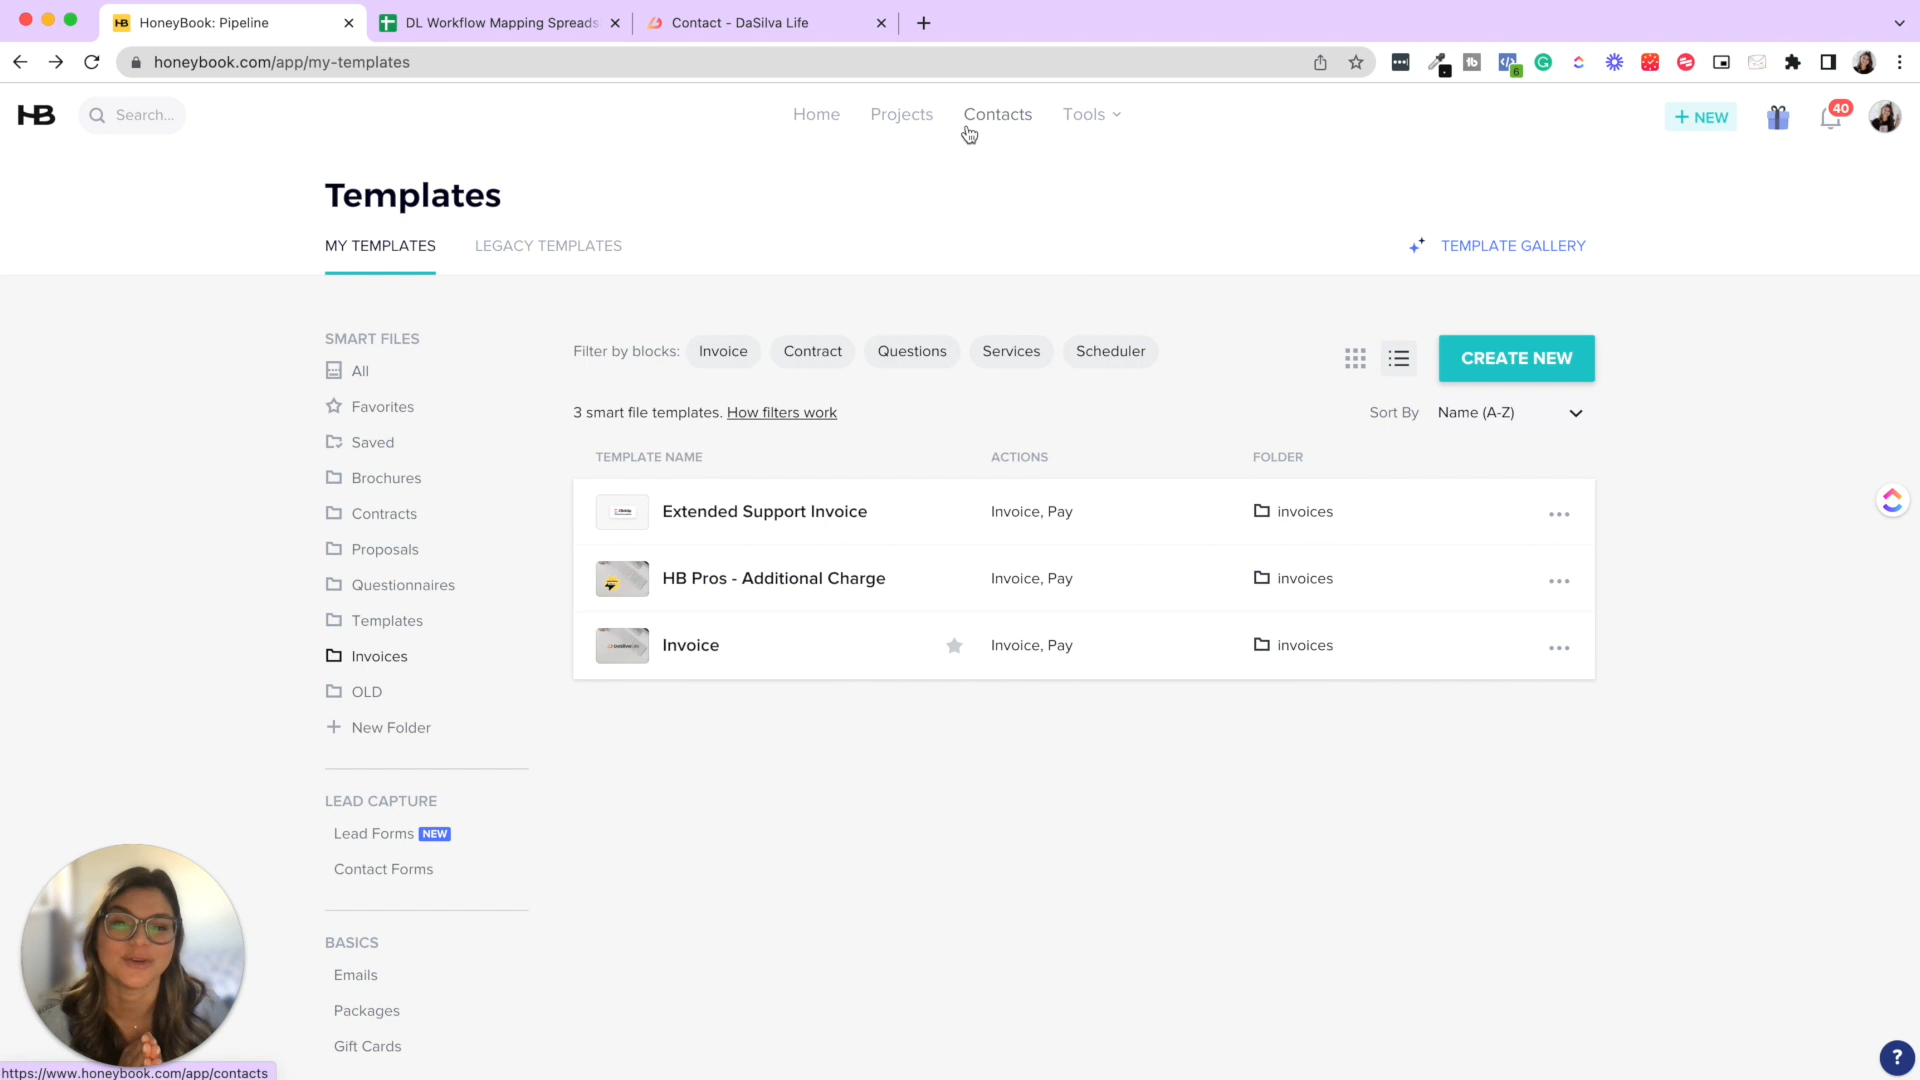 HoneyBook: Pipeline
DL Workflow Mapping Spreads
Contact - DaSilva Life
honeybook.com/app/my-templates
6
HB
Search...
Home
Projects
Contacts
Tools
+ NEW
40
Templates
MY TEMPLATES
LEGACY TEMPLATES
TEMPLATE GALLERY
SMART FILES
All
Favorites
Saved
Brochures
Contracts
Proposals
Questionnaires
Templates
Invoices
OLD
+ New Folder
LEAD CAPTURE
Lead Forms NEW
Contact Forms
BASICS
Emails
Packages
Gift Cards
Filter by blocks: Invoice Contract Questions Services Scheduler
CREATE NEW
3 smart file templates. How filters work
Sort By Name (A-Z)
TEMPLATE NAME ACTIONS FOLDER
Extended Support Invoice Invoice, Pay invoices
HB Pros - Additional Charge Invoice, Pay invoices
Invoice Invoice, Pay invoices
https://www.honeybook.com/app/contacts
?